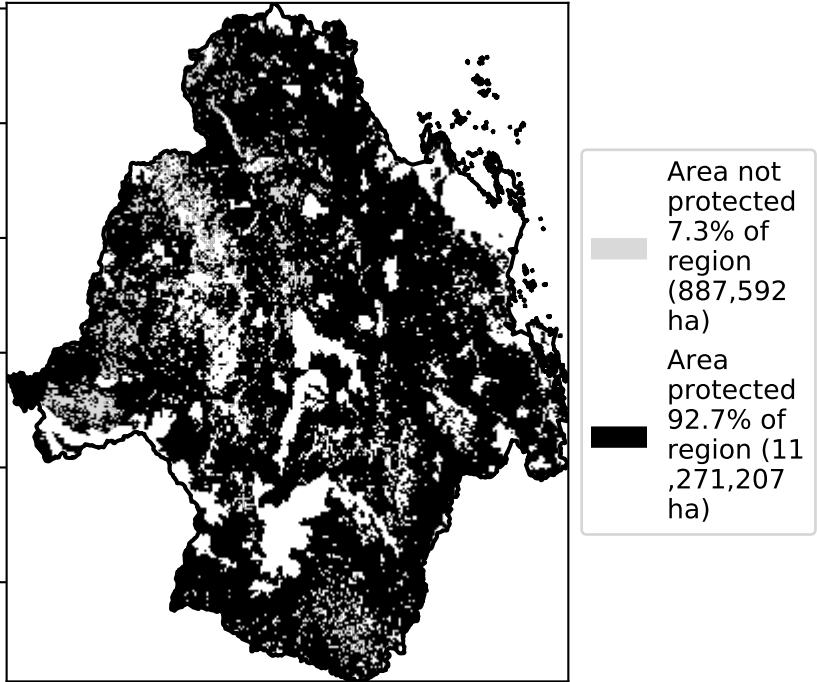 Area not
protected
7.3% of
region
(887,592
ha)
Area
protected
92.7% of
region (11
,271,207
ha)